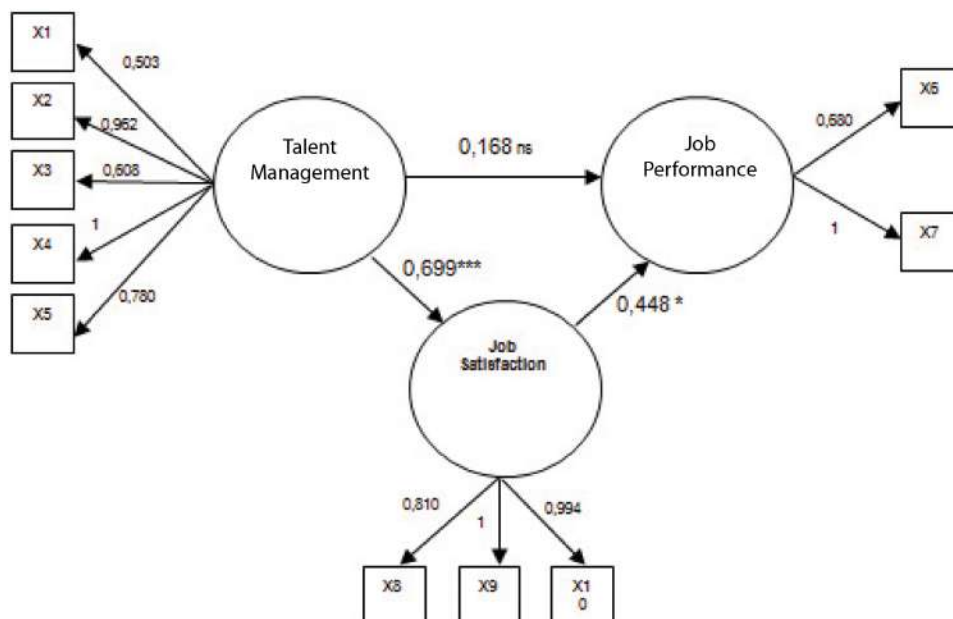 X1
0,503
X2
0,962
X3
0,608
X4
1
X5
0,780
Talent
Management
0,168 ns
Job
Performance
0,680
X6
1
X7
0,699***
0,448 *
Job
Satisfaction
0,810
1
0,994
X8
X9
X1
0